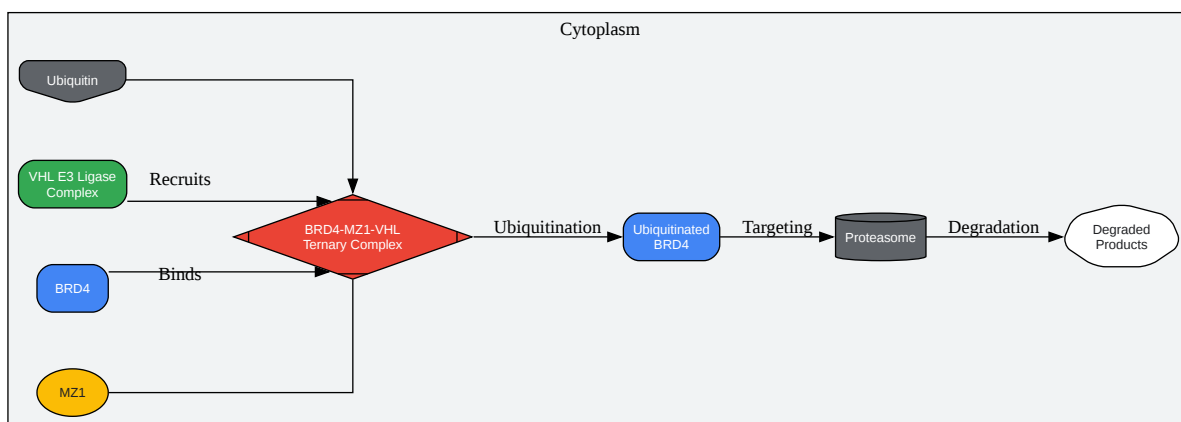 Cytoplasm
Ubiquitin
VHL E3 Ligase
Complex
Recruits
BRD4-MZ1-VHL
Ternary Complex
Binds
BRD4
MZ1
Ubiquitination
Ubiquitinated
BRD4
Targeting
Proteasome
Degradation
Degraded
Products